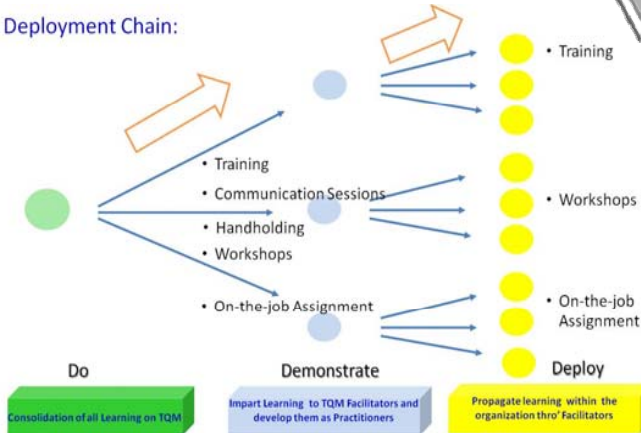 Deployment Chain:
• Training
• Training
• Communication Sessions
• Handholding
• Workshops
• Workshops
• On-the-job Assignment
• On-the-job
Assignment
Do
Demonstrate
Deploy
Consolidation of all Learning on TQM
Impart Learning to TQM Facilitators and
develop them as Practitioners
Propagate learning within the
organization thro' Facilitators